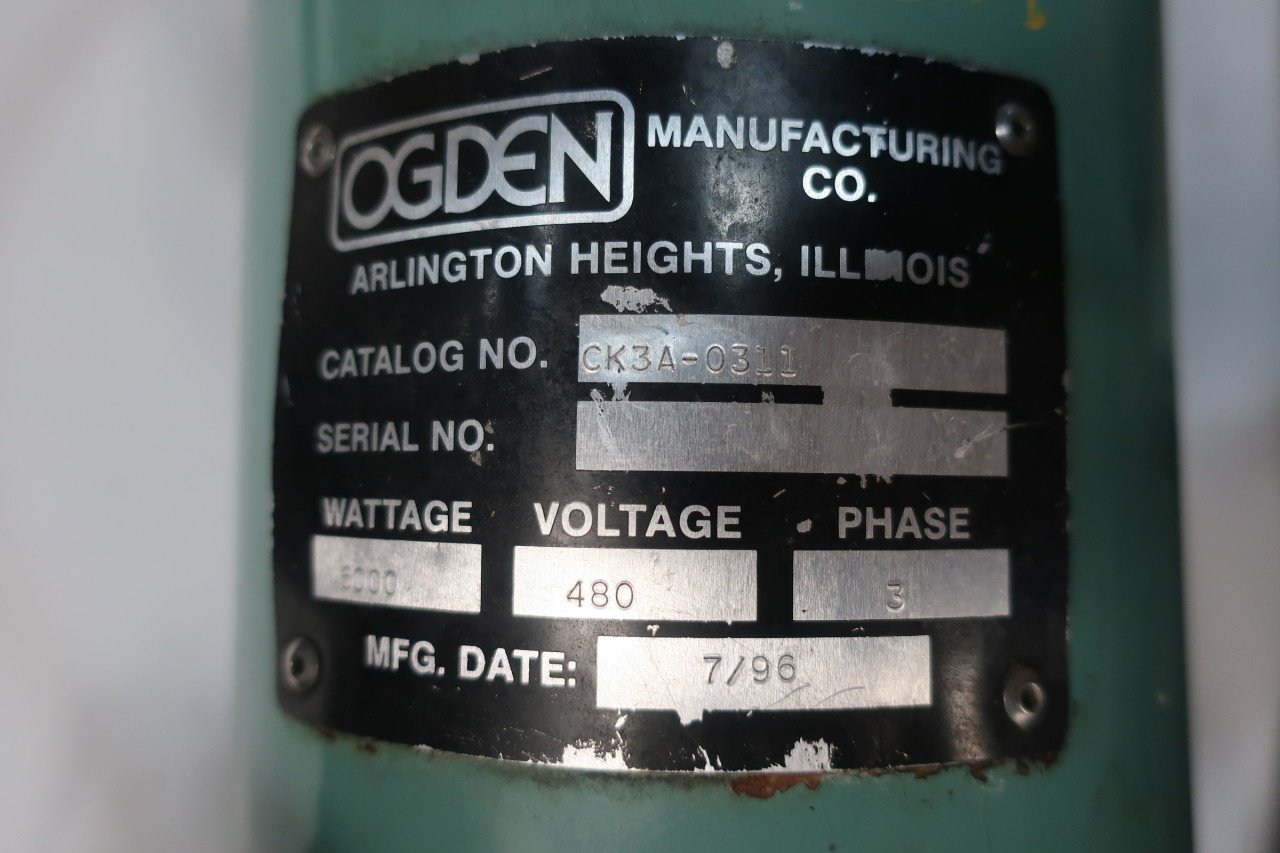 OGDEN MANUFACTURING
CO.
ARLINGTON HEIGHTS, ILLINOIS
CATALOG NO. CK3A-0311
SERIAL NO.
WATTAGE VOLTAGE PHASE
480 3
MFG. DATE: 7/96